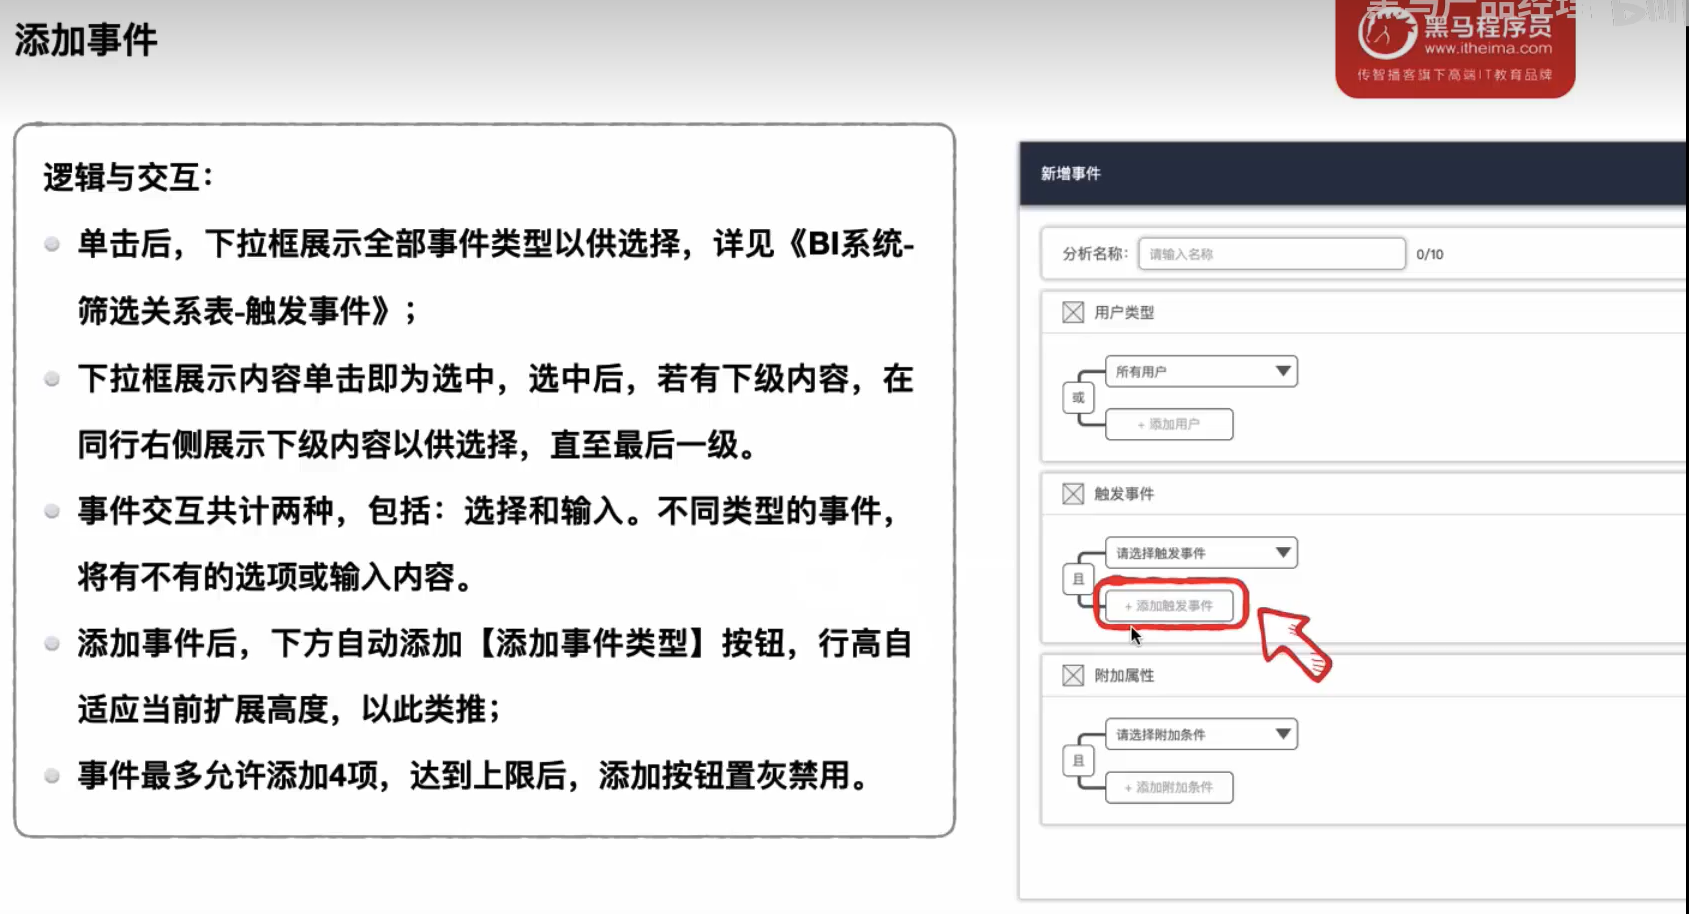 添加事件
黑马产品经理
黑马程序员
www.itheima.com
传智播客旗下高端IT教育品牌
逻辑与交互：
单击后，下拉框展示全部事件类型以供选择，详见《BI系统-
筛选关系表-触发事件》；
下拉框展示内容单击即为选中，选中后，若有下级内容，在
同行右侧展示下级内容以供选择，直至最后一级。
事件交互共计两种，包括：选择和输入。不同类型的事件，
将有不有的选项或输入内容。
添加事件后，下方自动添加【添加事件类型】按钮，行高自
适应当前扩展高度，以此类推；
事件最多允许添加4项，达到上限后，添加按钮置灰禁用。
新增事件
分析名称： 请输入名称 0/10
用户类型
所有用户
或
+ 添加用户
触发事件
请选择触发事件
且
+ 添加触发事件
附加属性
请选择附加条件
且
+ 添加附加条件